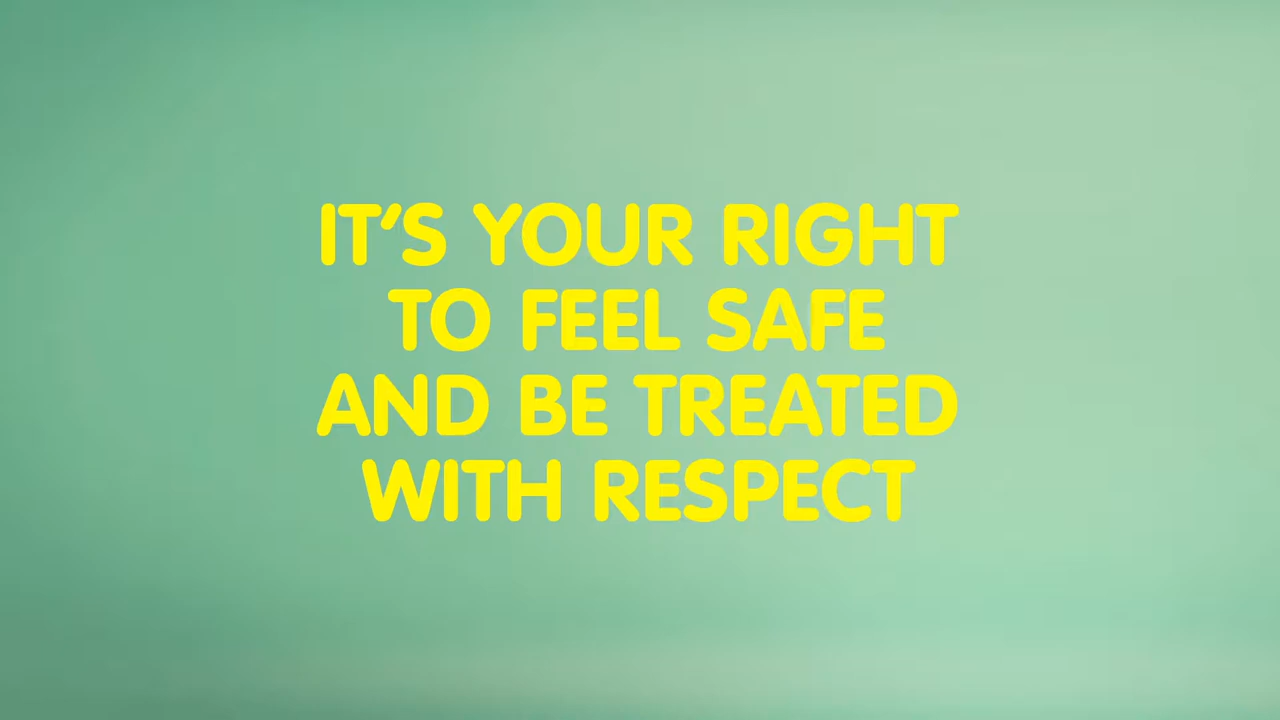 IT'S YOUR RIGHT
TO FEEL SAFE
AND BE TREATED
WITH RESPECT